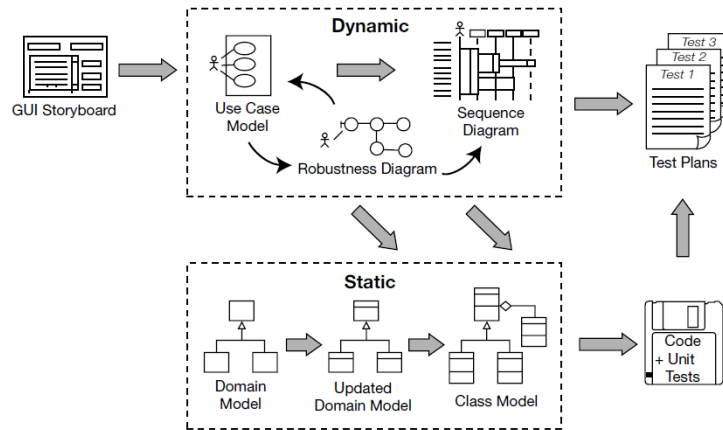 Dynamic
GUI Storyboard
Use Case
Model
Robustness Diagram
Sequence
Diagram
Test 3
Test 2
Test 1
Test Plans
Static
Domain
Model
Updated
Domain Model
Class Model
Code
+ Unit
Tests